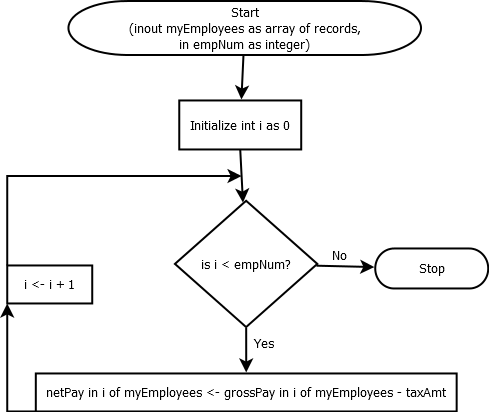 Start
(inout myEmployees as array of records,
in empNum as integer)
Initialize int i as 0
is i < empNum?
No
Stop
i <- i + 1
Yes
netPay in i of myEmployees <- grossPay in i of myEmployees - taxAmt